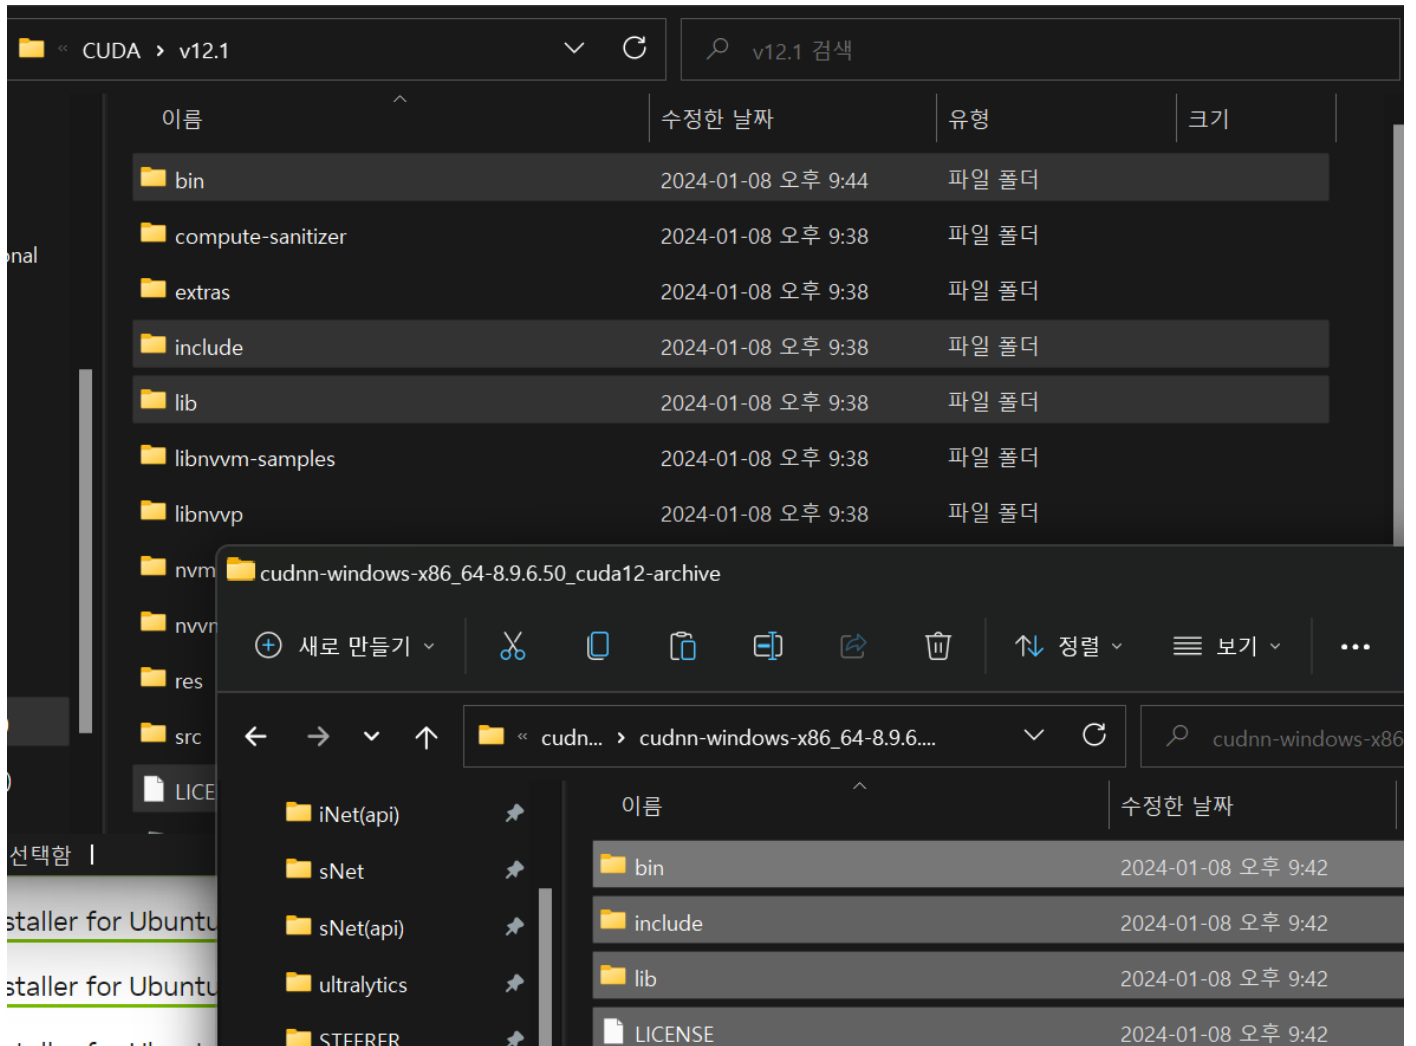 « CUDA > v12.1
v12.1 검색
이름 수정한 날짜 유형 크기
bin 2024-01-08 오후 9:44 파일 폴더
compute-sanitizer 2024-01-08 오후 9:38 파일 폴더
extras 2024-01-08 오후 9:38 파일 폴더
include 2024-01-08 오후 9:38 파일 폴더
lib 2024-01-08 오후 9:38 파일 폴더
libnvvm-samples 2024-01-08 오후 9:38 파일 폴더
libnvvp 2024-01-08 오후 9:38 파일 폴더
nvm
nvvm
res
src
LICE
onal
선택함
staller for Ubuntu
staller for Ubuntu
cudnn-windows-x86_64-8.9.6.50_cuda12-archive
새로 만들기 정렬 보기 •••
« cudn... > cudnn-windows-x86_64-8.9.6....
cudnn-windows-x86
iNet(api)
sNet
sNet(api)
ultralytics
STEERER
이름 수정한 날짜
bin 2024-01-08 오후 9:42
include 2024-01-08 오후 9:42
lib 2024-01-08 오후 9:42
LICENSE 2024-01-08 오후 9:42